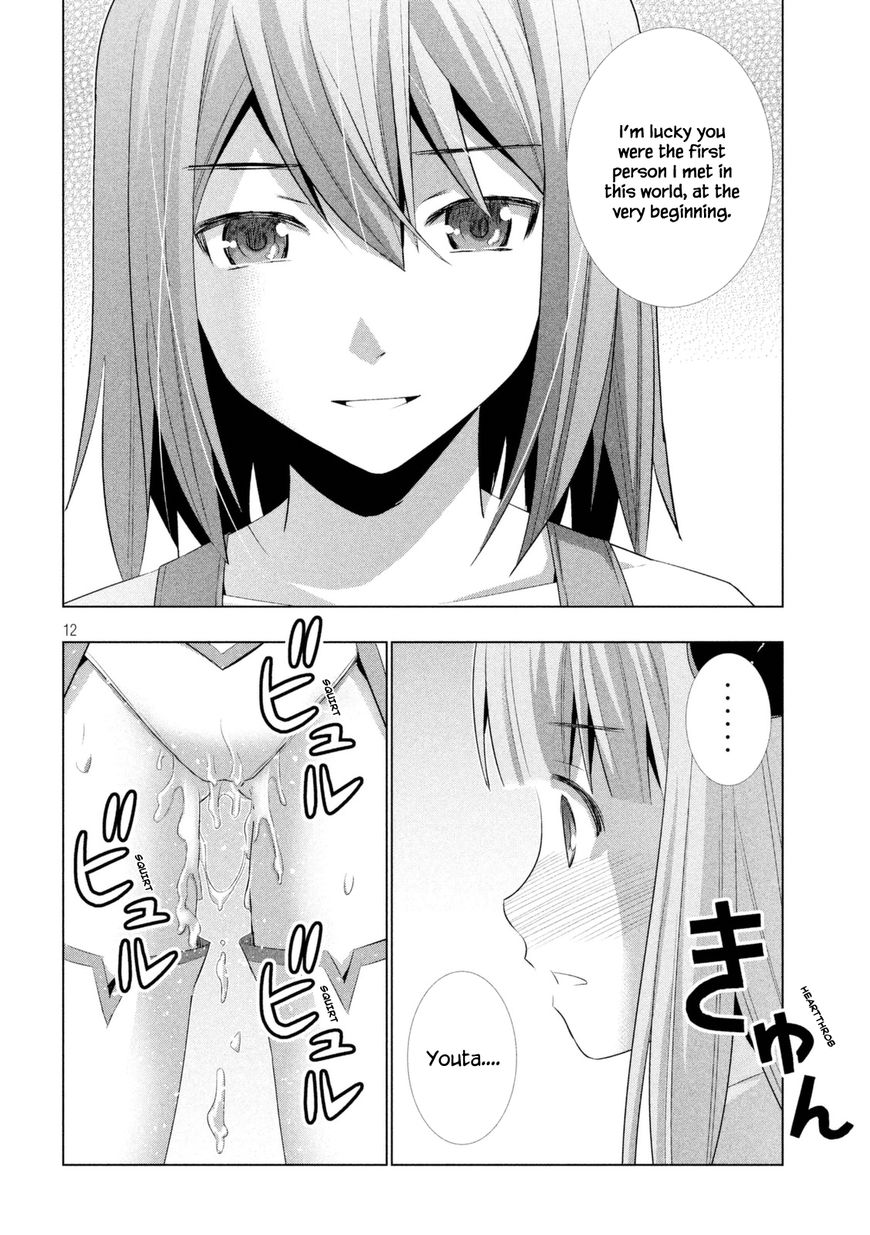 I'm lucky you
were the first
person I met in
this world, at the
very beginning.
12
......
きゅん
HEARTTHROB
Youta....
ビュル
SQUIRT
ビュル
SQUIRT
ビュル
SQUIRT